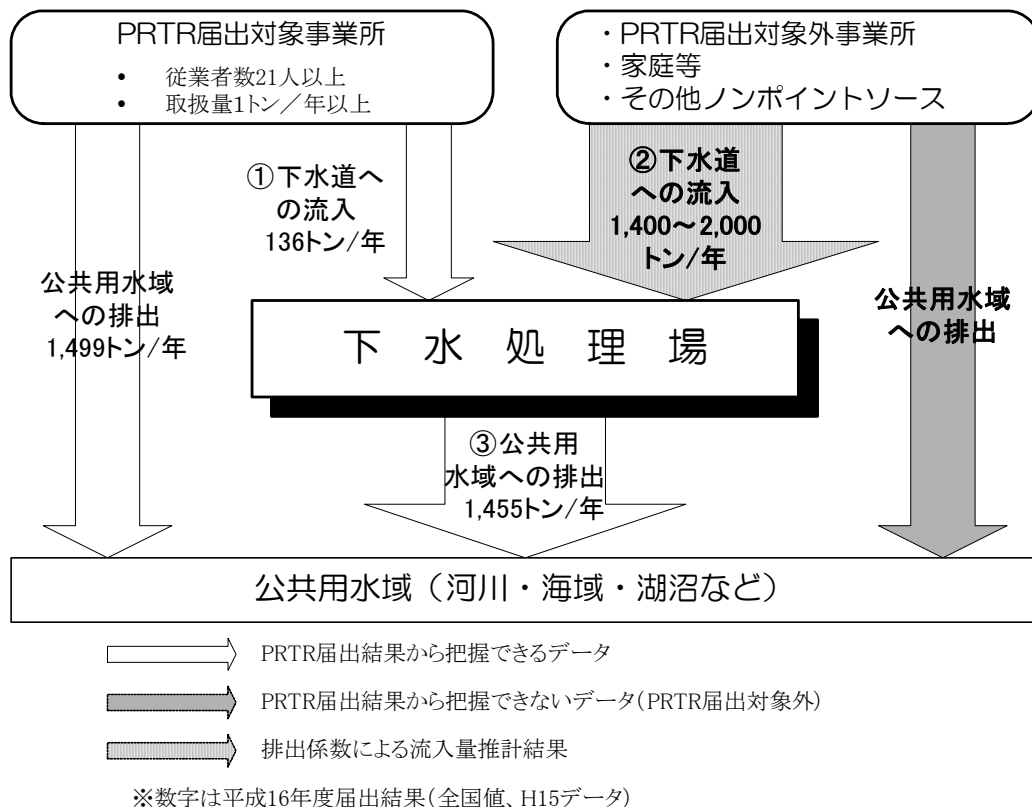 PRTR届出対象事業所
• 従業者数21人以上
• 取扱量1トン／年以上
・PRTR届出対象外事業所
・家庭等
・その他ノンポイントソース
①下水道へ
の流入
136トン/年
②下水道
への流入
1,400～2,000
トン/年
公共用水域
への排出
1,499トン/年
公共用水域
への排出
下水処理場
③公共用
水域への排出
1,455トン/年
公共用水域（河川・海域・湖沼など）
PRTR届出結果から把握できるデータ
PRTR届出結果から把握できないデータ(PRTR届出対象外)
排出係数による流入量推計結果
※数字は平成16年度届出結果(全国値、H15データ)